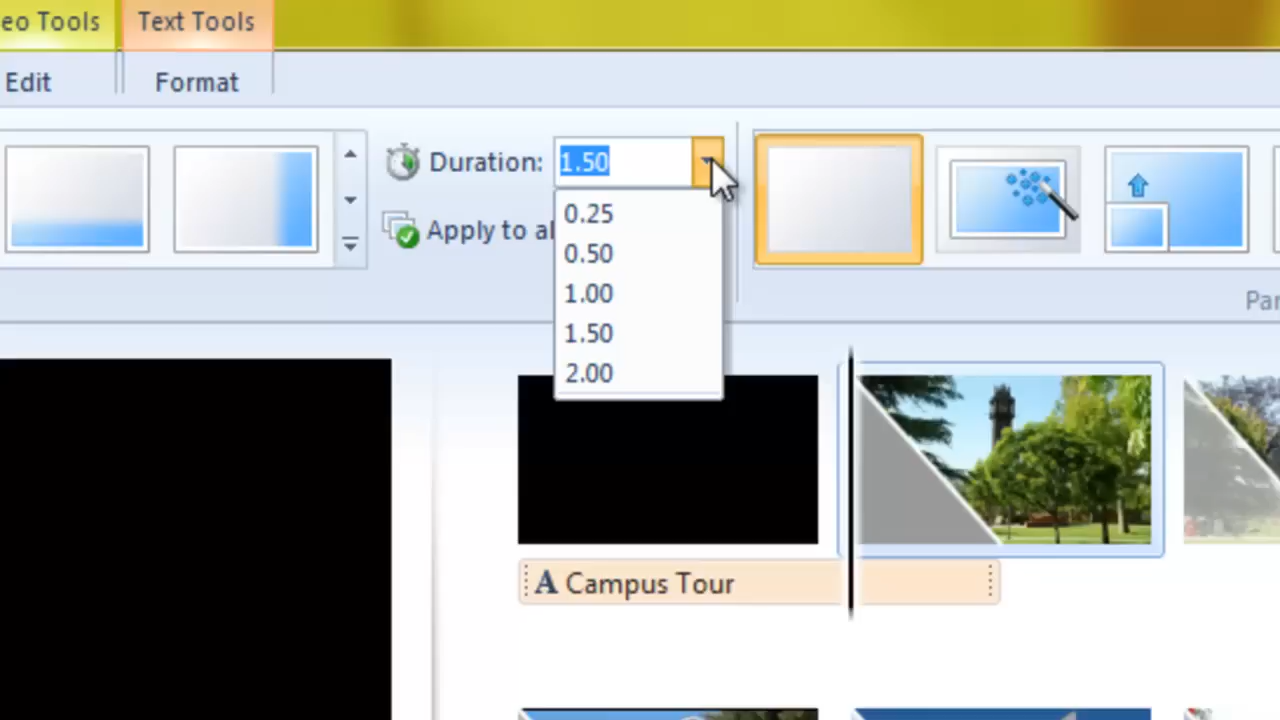 eo Tools
Text Tools
Edit
Format
Duration:
1.50
Apply to al
0.25
0.50
1.00
1.50
2.00
Par
A Campus Tour